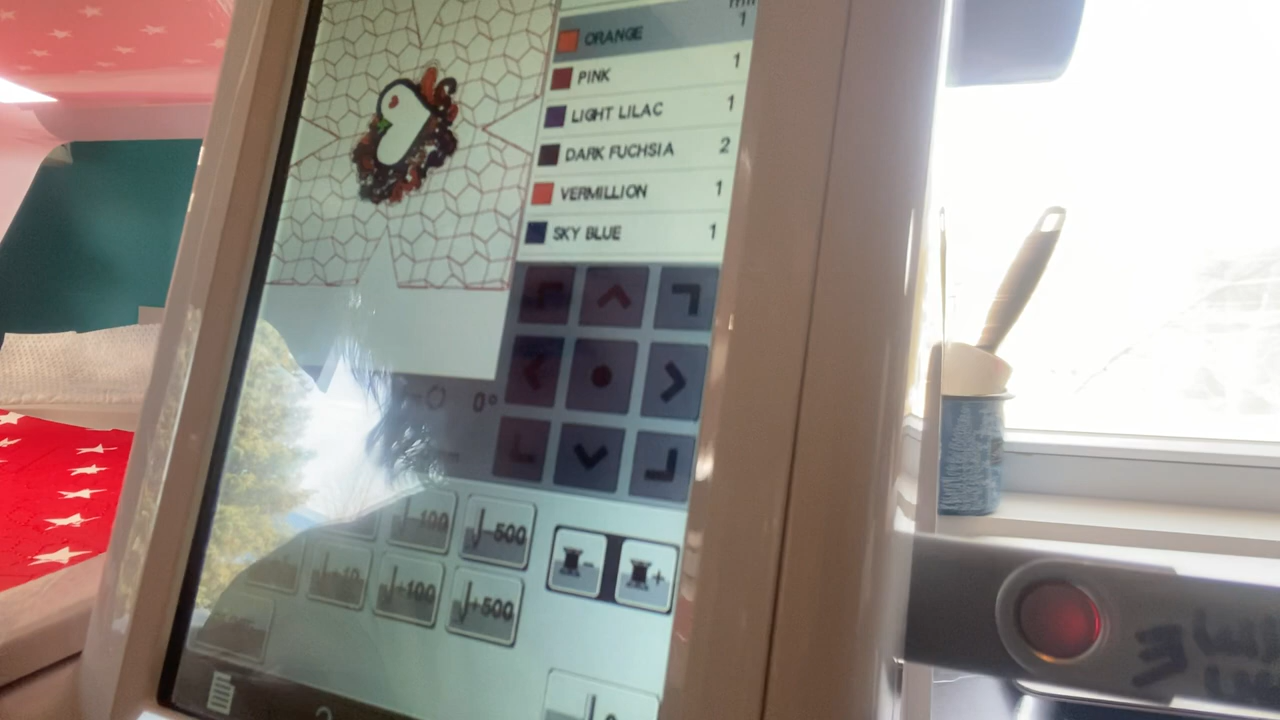 min
ORANGE 1
PINK 1
LIGHT LILAC 1
DARK FUCHSIA 2
VERMILLION 1
SKY BLUE 1
0°
-100 -500
+10 +100 +500
- +